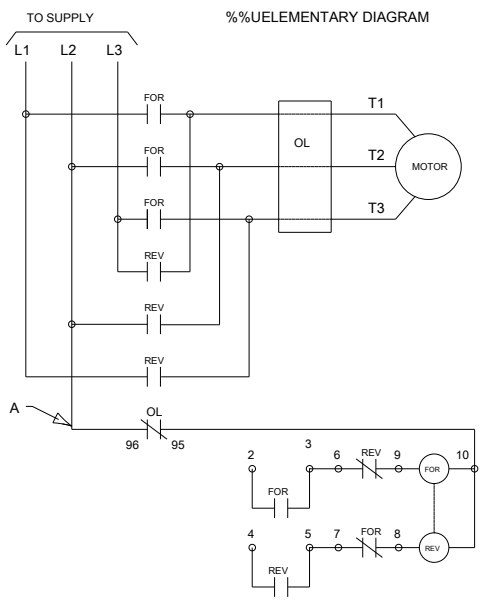 TO SUPPLY
%%UELEMENTARY DIAGRAM
L1 L2 L3
FOR
T1
OL
FOR
T2
MOTOR
FOR
T3
REV
REV
REV
A
OL
96 95
2 3 6 REV 9 FOR 10
FOR
4 5 7 FOR 8 REV
REV